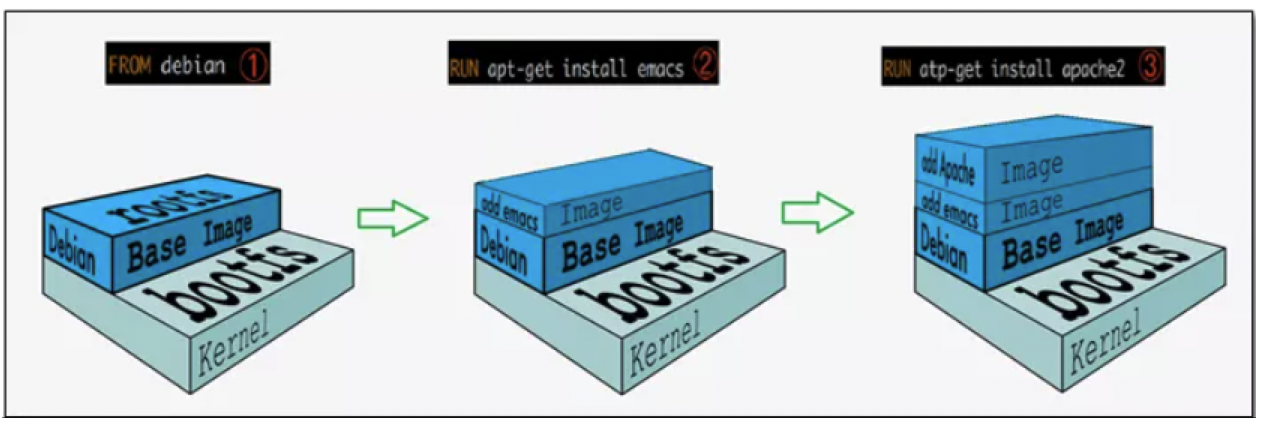 FROM debian ①
rootfs
Debian
Base Image
bootfs
Kernel
RUN apt-get install emacs ②
add emacs
Image
Debian
Base Image
bootfs
Kernel
RUN atp-get install apache2 ③
add Apache
Image
add emacs
Image
Debian
Base Image
bootfs
Kernel